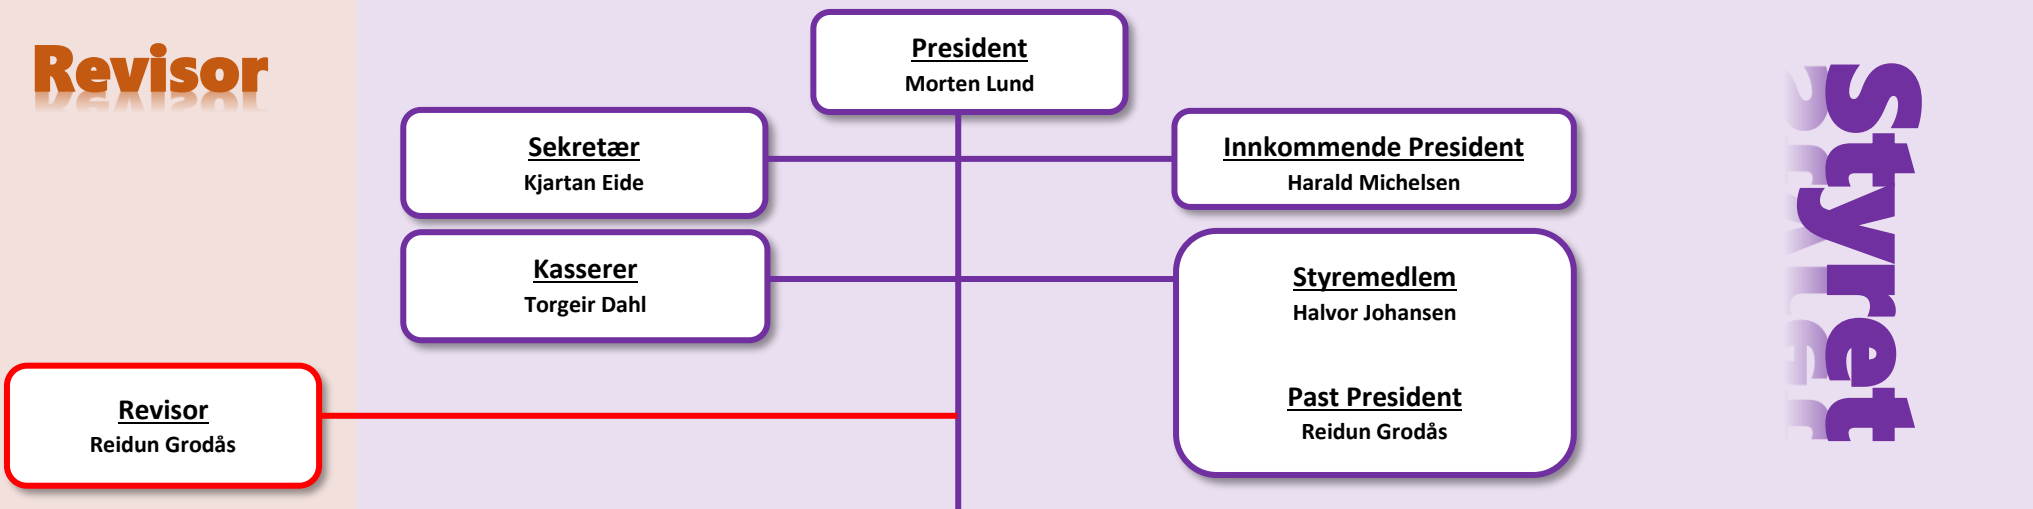 Revisor
President
Morten Lund
Sekretær
Kjartan Eide
Innkommende President
Harald Michelsen
Kasserer
Torgeir Dahl
Styremedlem
Halvor Johansen
Past President
Reidun Grodås
Revisor
Reidun Grodås
Styret